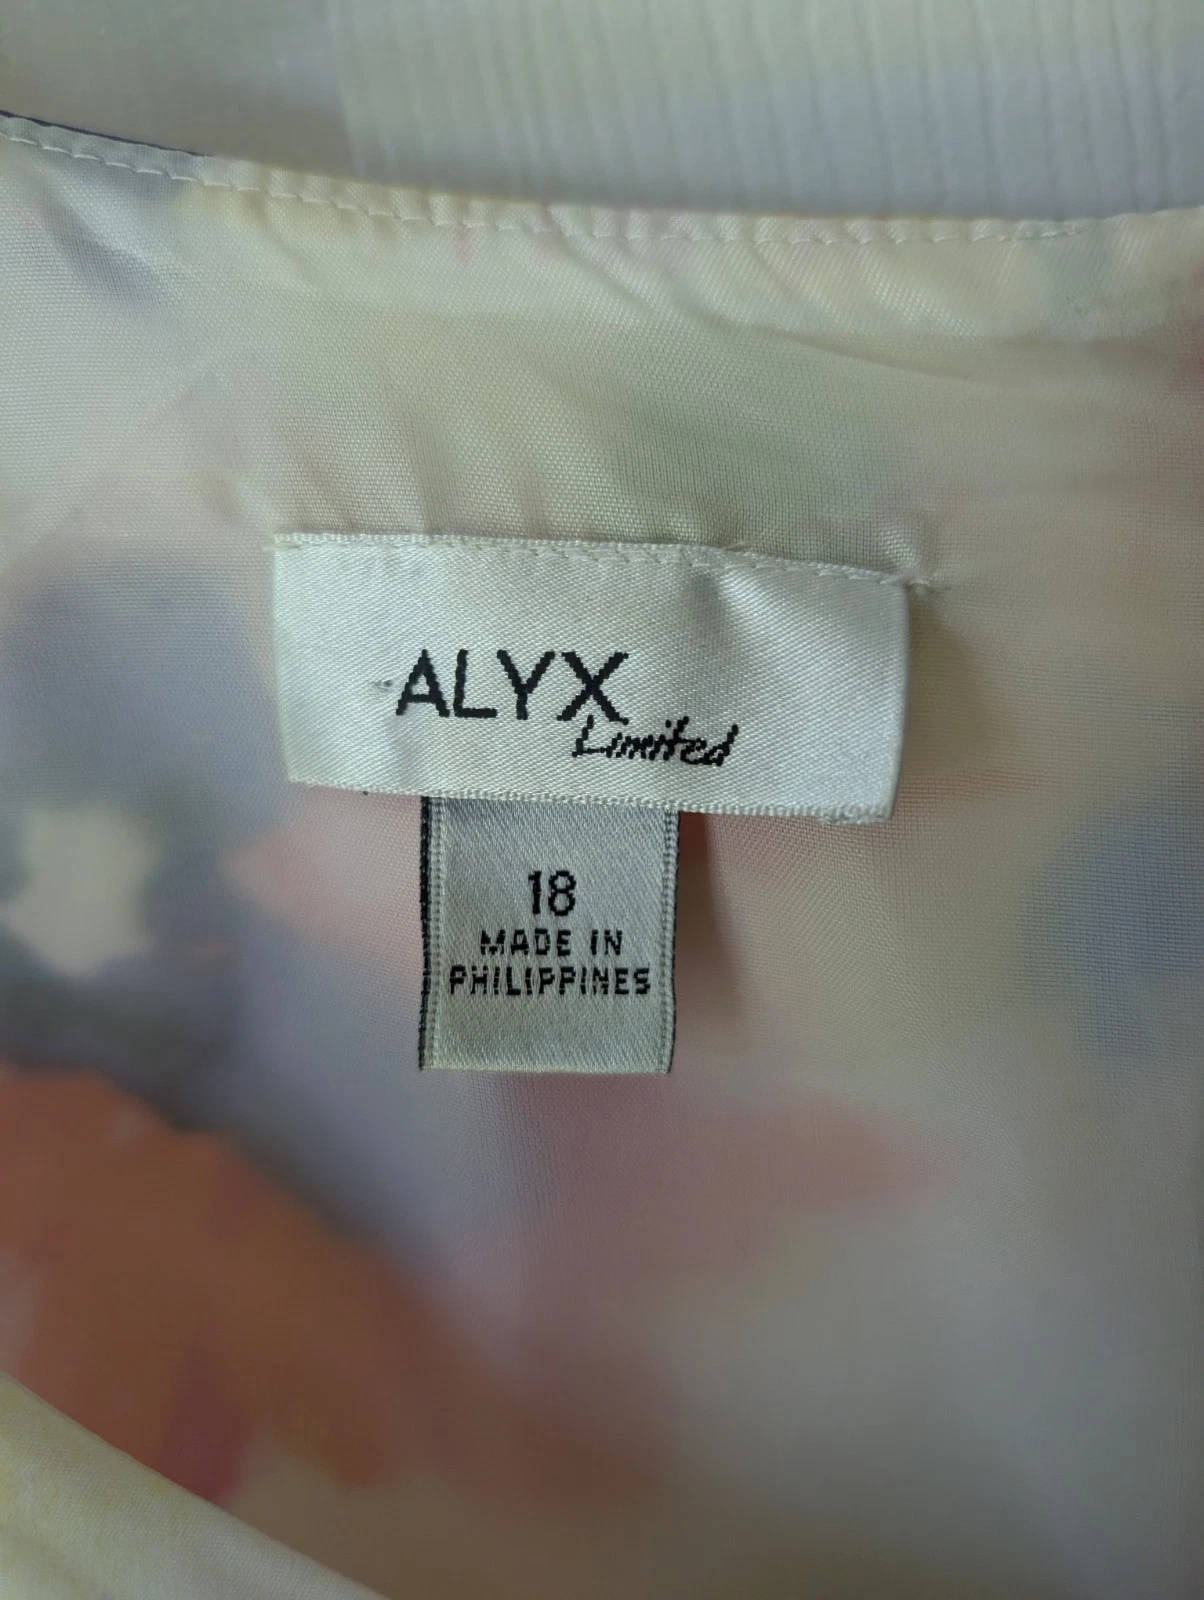 ALYX
Limited
18
MADE IN
PHILIPPINES